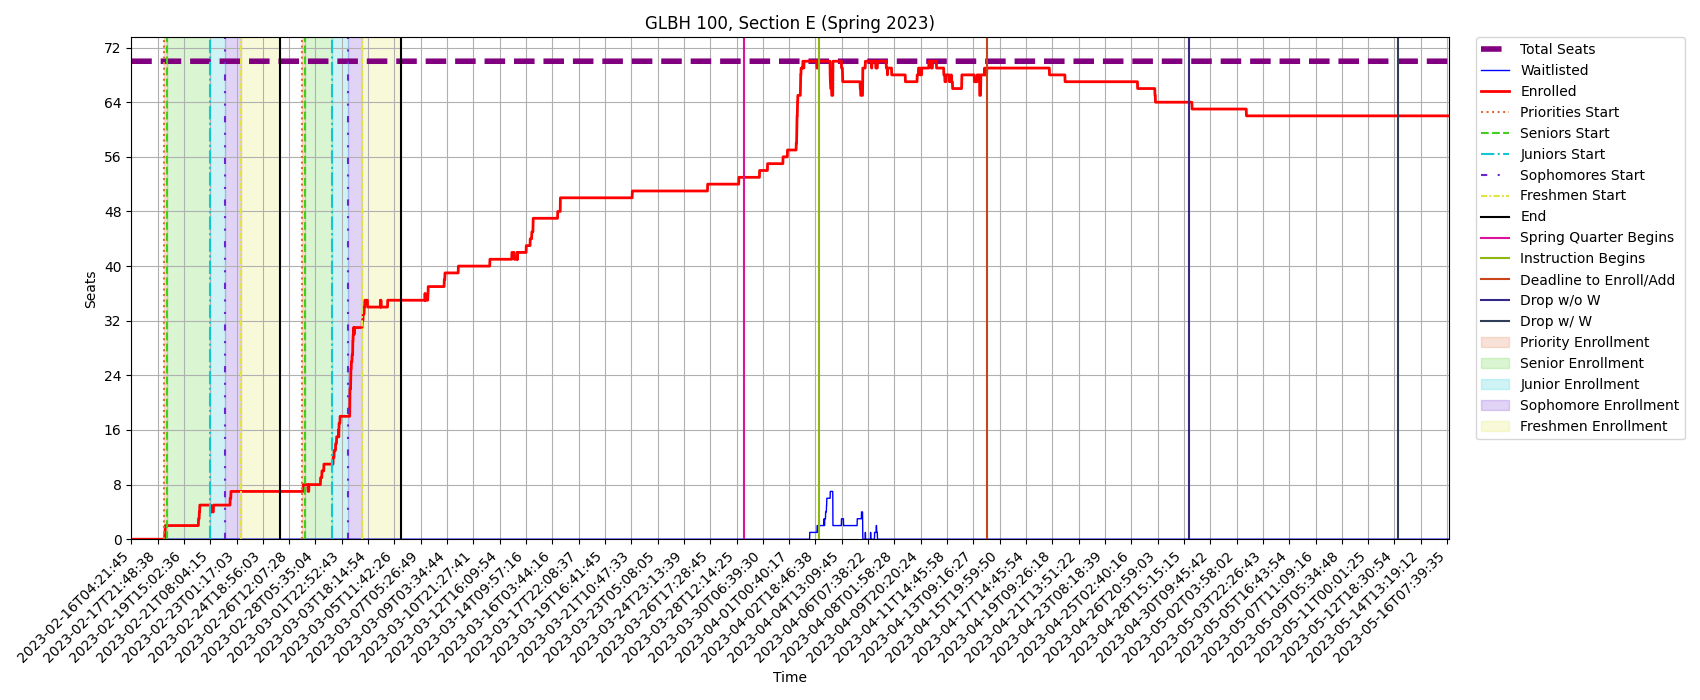 GLBH 100, Section E (Spring 2023)
72
64
56
48
40
32
24
16
8
0
Seats
2023-02-16T04:21:45
2023-02-17T21:48:38
2023-02-19T15:02:36
2023-02-21T08:04:15
2023-02-23T01:17:03
2023-02-24T18:56:03
2023-02-26T12:07:28
2023-02-28T05:35:04
2023-03-01T22:52:43
2023-03-03T18:14:54
2023-03-05T11:42:26
2023-03-07T05:26:49
2023-03-09T03:34:44
2023-03-10T21:27:41
2023-03-12T16:09:54
2023-03-14T09:57:16
2023-03-16T03:44:16
2023-03-17T22:08:37
2023-03-19T16:41:45
2023-03-21T10:47:33
2023-03-23T05:08:05
2023-03-24T23:13:39
2023-03-26T17:28:45
2023-03-28T12:14:25
2023-03-30T06:39:30
2023-04-01T00:40:17
2023-04-02T18:46:38
2023-04-04T13:09:45
2023-04-06T07:38:22
2023-04-08T01:58:28
2023-04-09T20:20:24
2023-04-11T14:45:58
2023-04-13T09:16:27
2023-04-15T19:59:50
2023-04-17T14:45:54
2023-04-19T09:26:18
2023-04-21T13:51:22
2023-04-23T08:18:39
2023-04-25T02:40:16
2023-04-26T20:59:03
2023-04-28T15:15:15
2023-04-30T09:45:42
2023-05-02T03:58:02
2023-05-03T22:26:43
2023-05-05T16:43:54
2023-05-07T11:09:16
2023-05-09T05:34:48
2023-05-11T00:01:25
2023-05-12T18:30:54
2023-05-14T13:19:12
2023-05-16T07:39:35
Time
Total Seats
Waitlisted
Enrolled
Priorities Start
Seniors Start
Juniors Start
Sophomores Start
Freshmen Start
End
Spring Quarter Begins
Instruction Begins
Deadline to Enroll/Add
Drop w/o W
Drop w/ W
Priority Enrollment
Senior Enrollment
Junior Enrollment
Sophomore Enrollment
Freshmen Enrollment